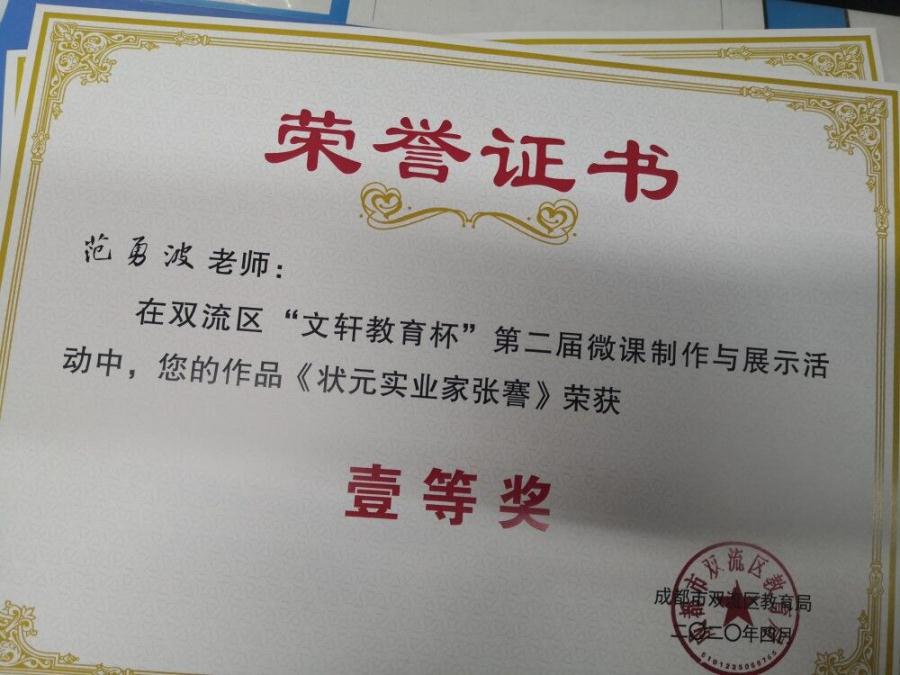 荣誉证书
范勇波 老师：
在双流区“文轩教育杯”第二届微课制作与展示活
动中，您的作品《状元实业家张謇》荣获
壹等奖
成都市双流区教育局
二〇二〇年四月